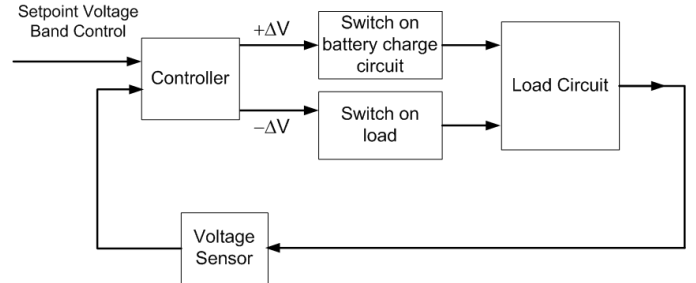 Setpoint Voltage
Band Control
Controller
+ΔV
−ΔV
Switch on
battery charge
circuit
Switch on
load
Load Circuit
Voltage
Sensor